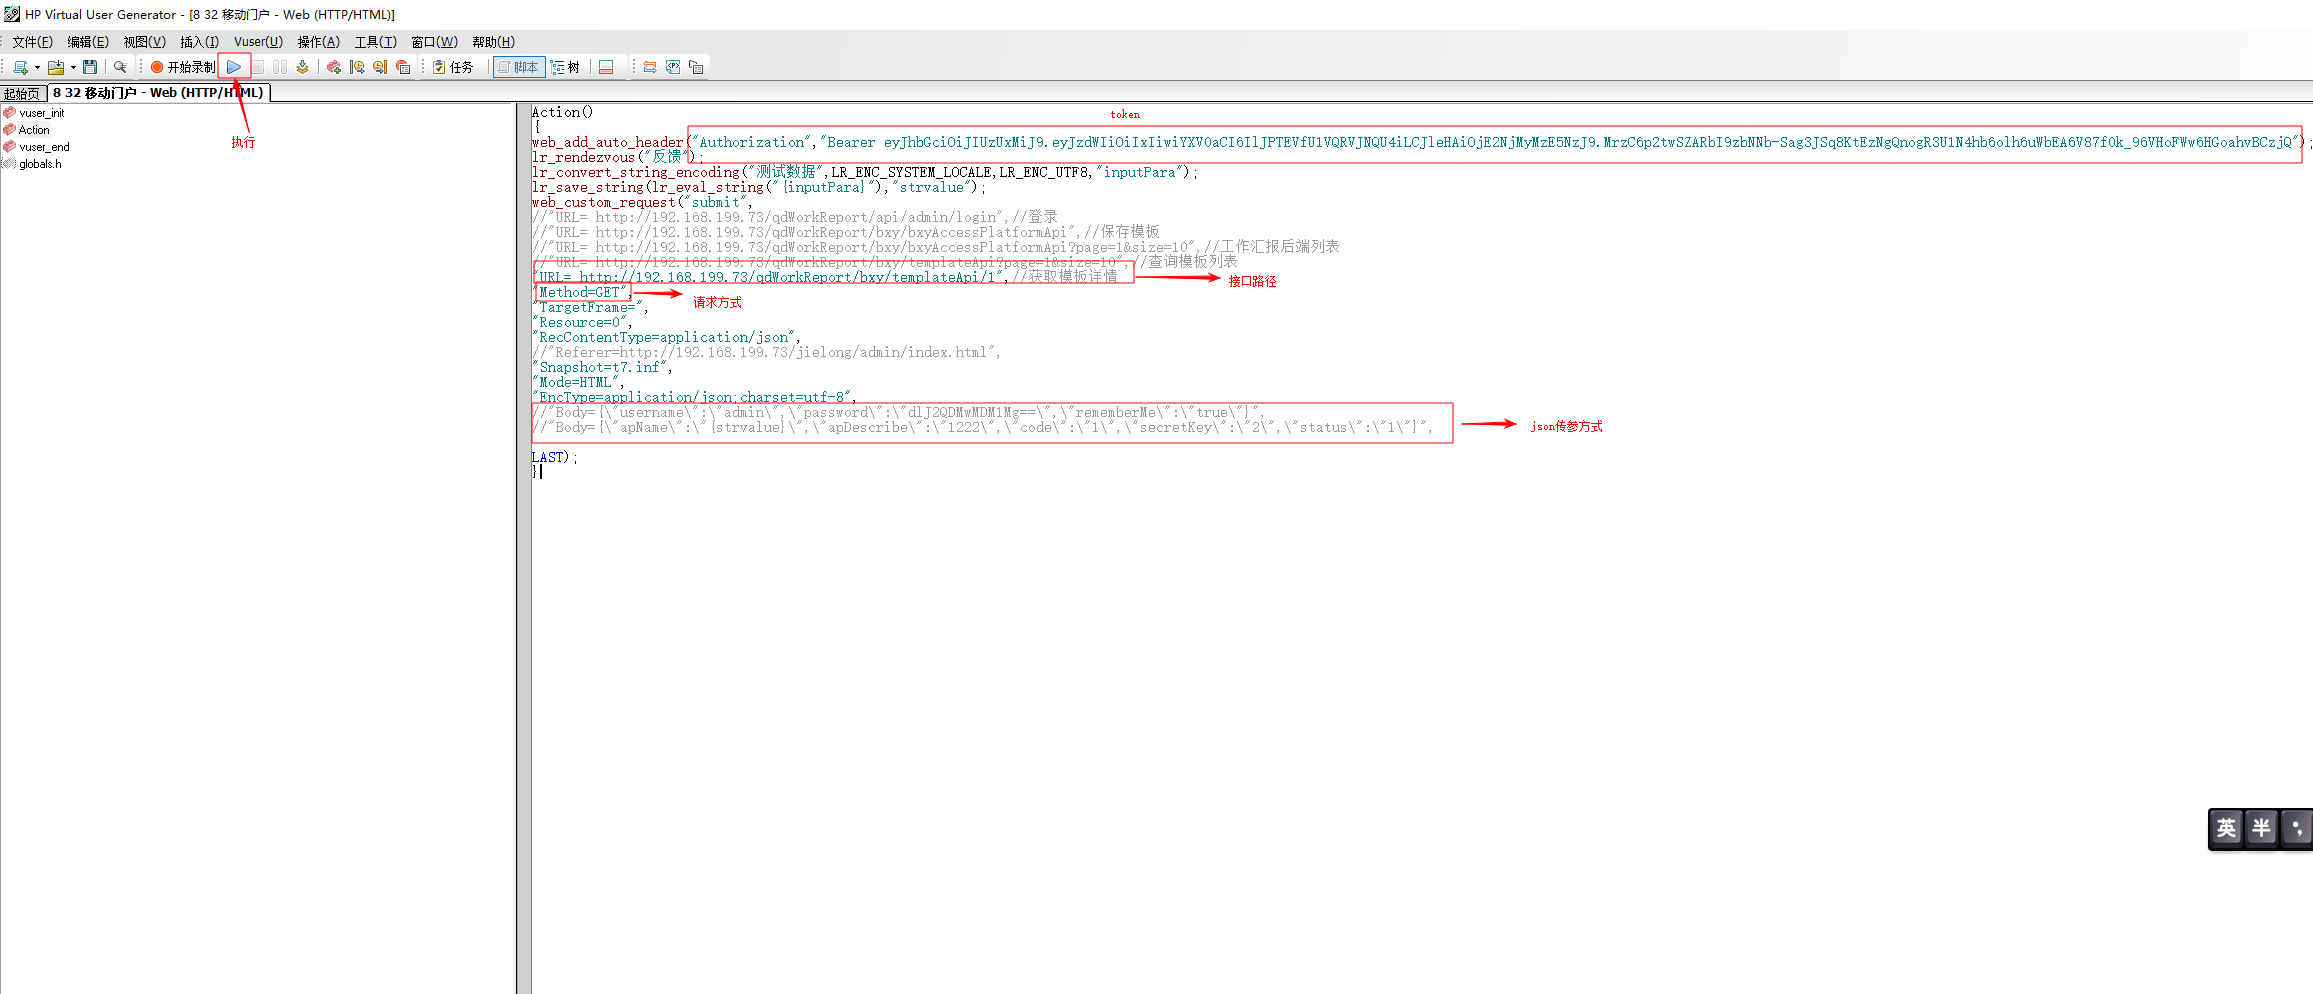 HP Virtual User Generator - [8 32 移动门户 - Web (HTTP/HTML)]
文件(F) 编辑(E) 视图(V) 插入(I) Vuser(U) 操作(A) 工具(T) 窗口(W) 帮助(H)
开始录制 任务 脚本 树
起始页 8 32 移动门户 - Web (HTTP/HTML)
vuser_init
Action
vuser_end
globals.h
执行
Action()
token
{
web_add_auto_header("Authorization","Bearer eyJhbGciOiJIUzUxMiJ9.eyJzdWIiOiIxIiwiYXV0aCI6IlJPTEVfU1VQRVJNQU4iLCJleHAiOjE2NjMyMzE5NzJ9.MrzC6p2twSZARbI9zbNNb-Sag3JSq8KtEzNgQnogR3U1N4hb6olh6uWbEA6V87f0k_96VHoFWw6HGoahvBCzjQ");
lr_rendezvous("反馈");
lr_convert_string_encoding("测试数据",LR_ENC_SYSTEM_LOCALE,LR_ENC_UTF8,"inputPara");
lr_save_string(lr_eval_string("{inputPara}"),"strvalue");
web_custom_request("submit",
//"URL= http://192.168.199.73/qdWorkReport/api/admin/login",//登录
//"URL= http://192.168.199.73/qdWorkReport/bxy/bxyAccessPlatformApi",//保存模板
//"URL= http://192.168.199.73/qdWorkReport/bxy/bxyAccessPlatformApi?page=1&size=10",//工作汇报后端列表
//"URL= http://192.168.199.73/qdWorkReport/bxy/templateApi?page=1&size=10",//查询模板列表
"URL= http://192.168.199.73/qdWorkReport/bxy/templateApi/1",//获取模板详情
接口路径
"Method=GET",
请求方式
"TargetFrame=",
"Resource=0",
"RecContentType=application/json",
//"Referer=http://192.168.199.73/jielong/admin/index.html",
"Snapshot=t7.inf",
"Mode=HTML",
"EncType=application/json;charset=utf-8",
//"Body={\"username\":\"admin\",\"password\":\"dlJ2QDMwMDM1Mg==\",\"rememberMe\":\"true\"}",
//"Body={\"apName\":\"{strvalue}\",\"apDescribe\":\"1222\",\"code\":\"1\",\"secretKey\":\"2\",\"status\":\"1\"}",
json传参方式
LAST);
}
英 半 ;